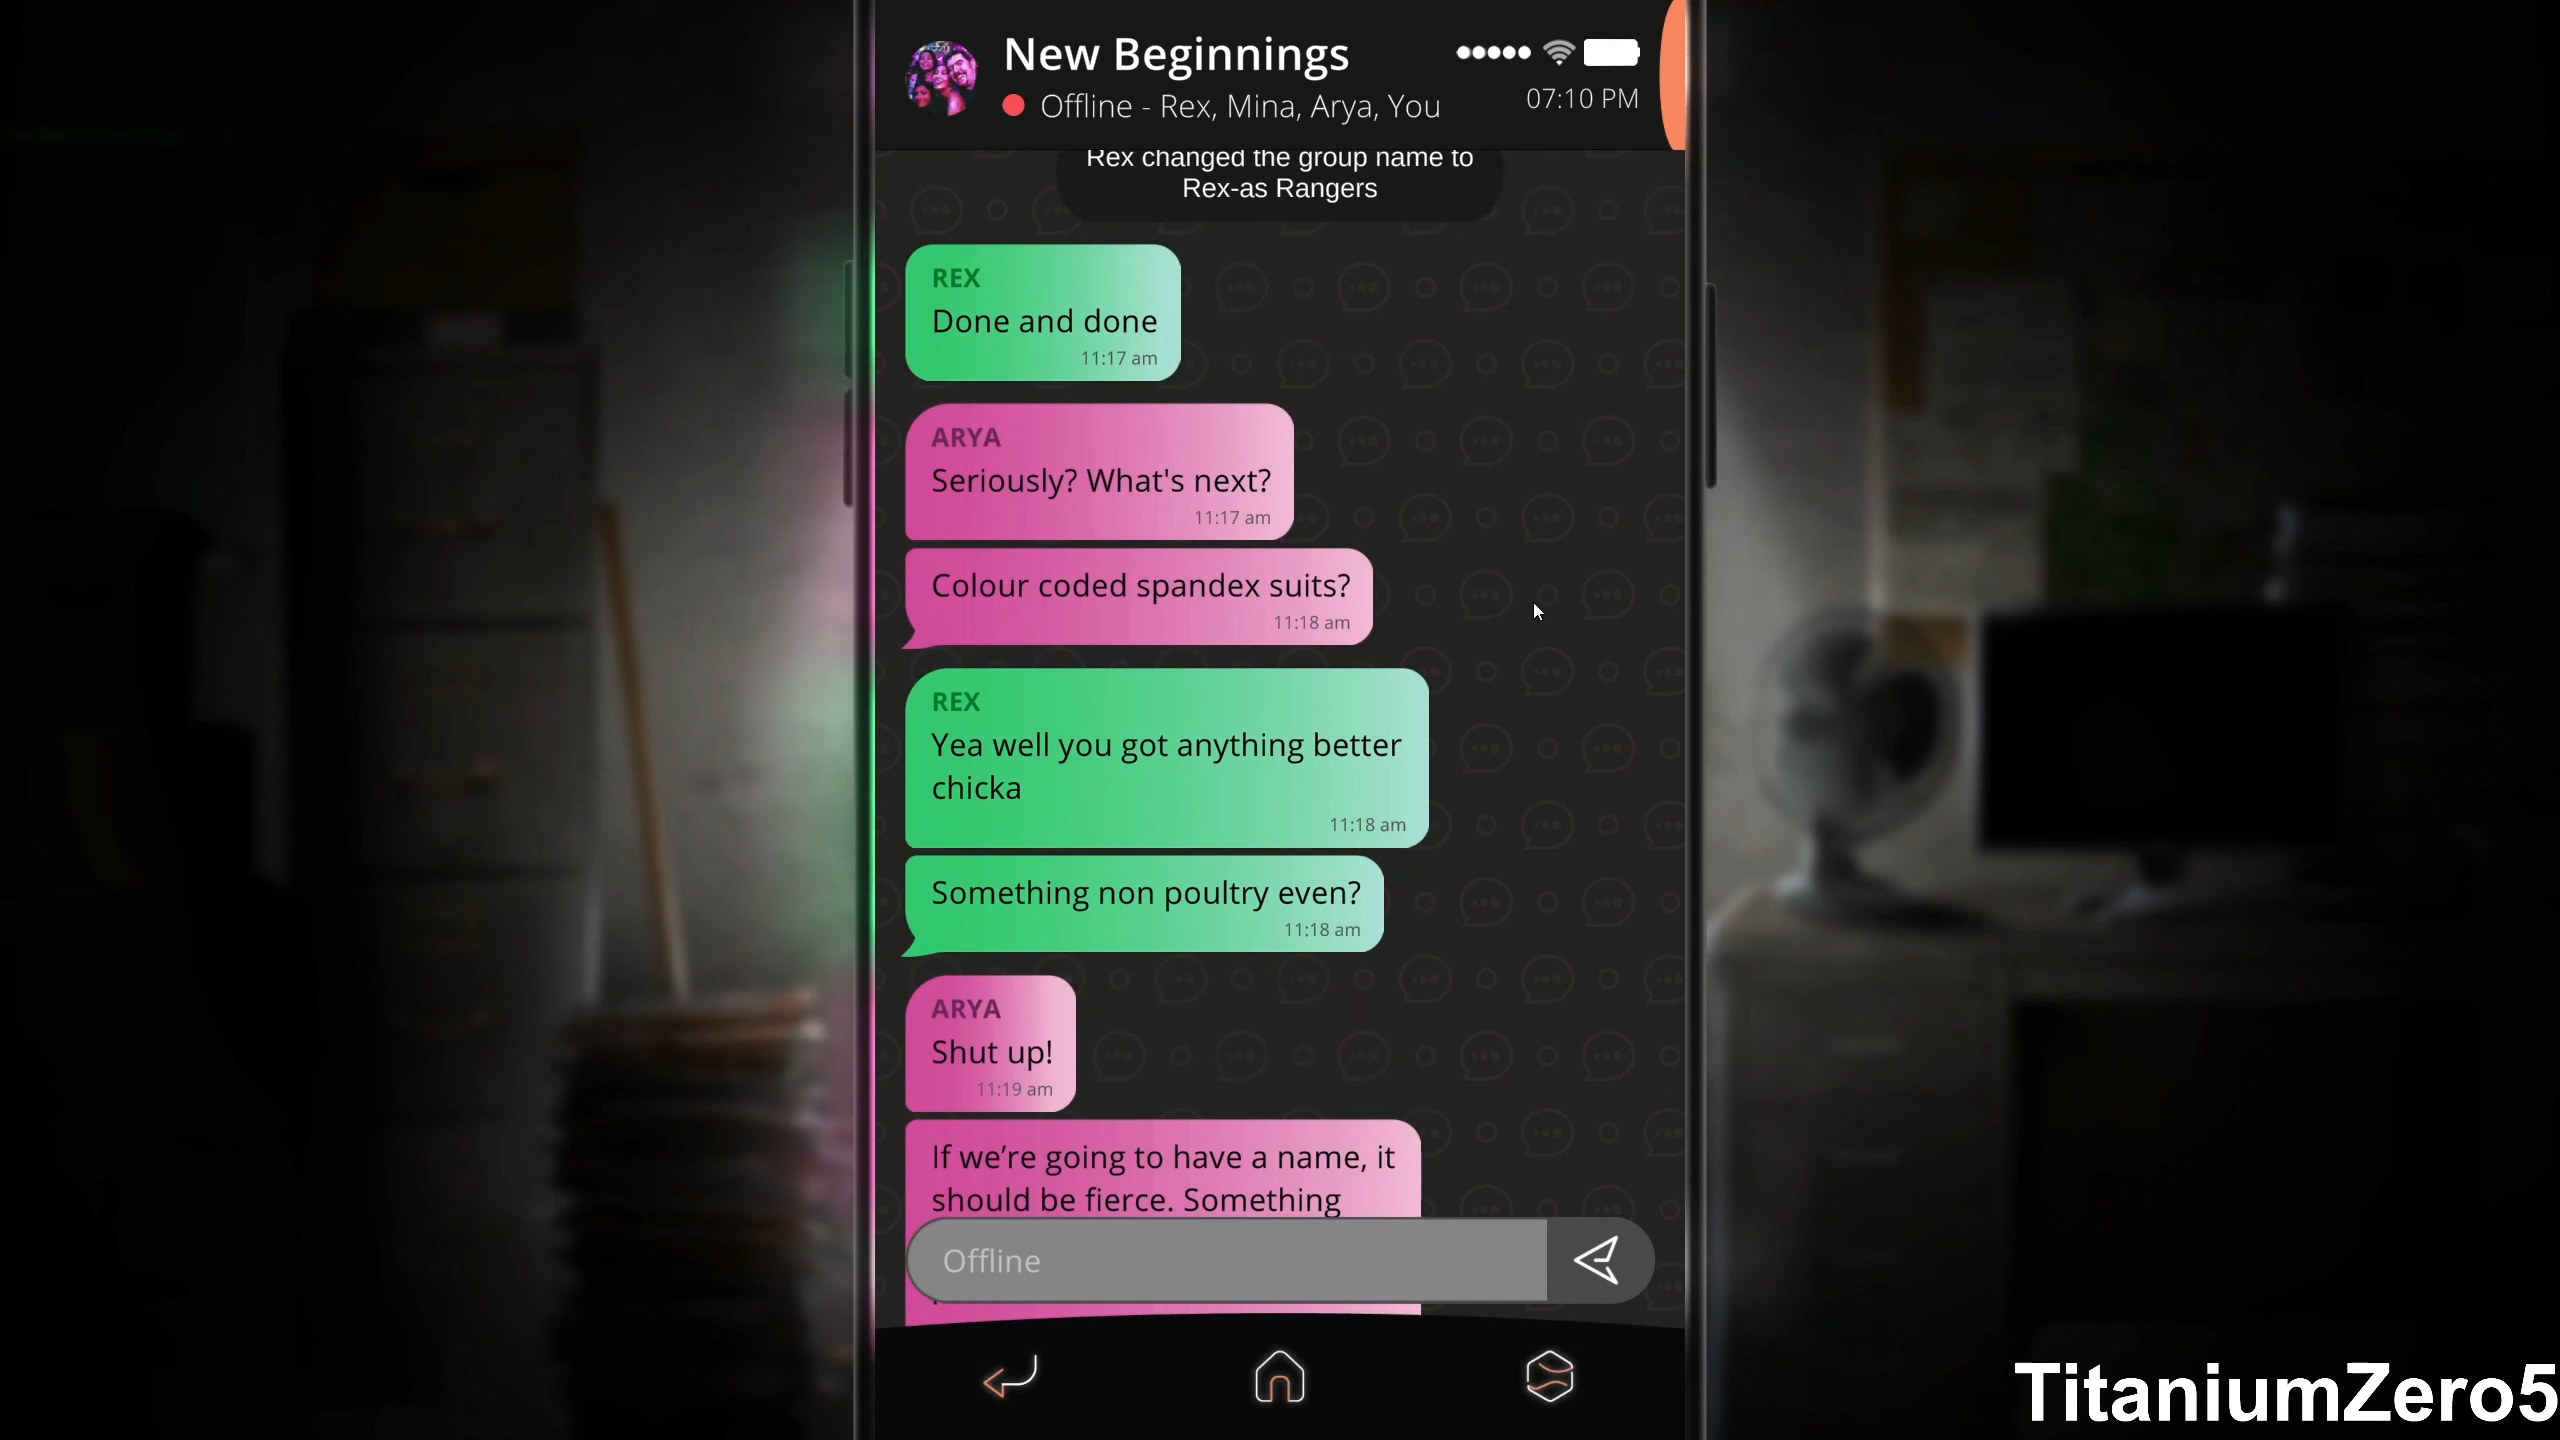 New Beginnings
Offline - Rex, Mina, Arya, You
07:10 PM
Rex changed the group name to
Rex-as Rangers
REX
Done and done
11:17 am
ARYA
Seriously? What's next?
11:17 am
Colour coded spandex suits?
11:18 am
REX
Yea well you got anything better
chicka
11:18 am
Something non poultry even?
11:18 am
ARYA
Shut up!
11:19 am
If we’re going to have a name, it
should be fierce. Something
Offline
TitaniumZero5